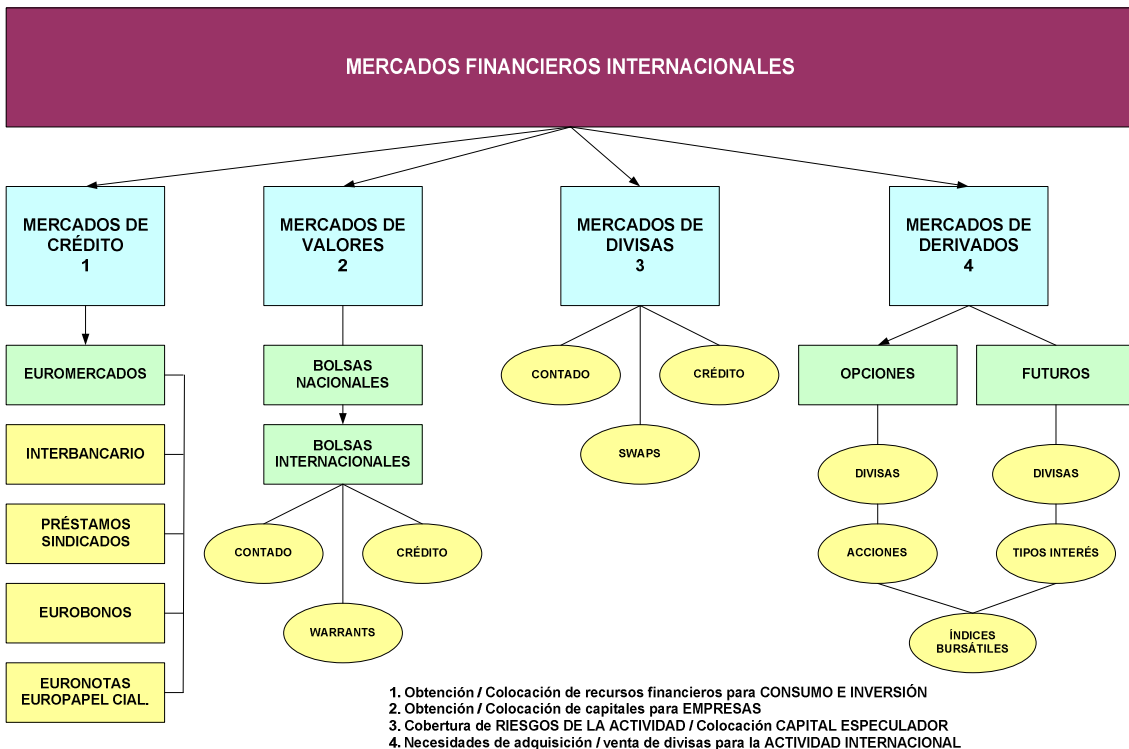 MERCADOS FINANCIEROS INTERNACIONALES
MERCADOS DE
CRÉDITO
1
MERCADOS DE
VALORES
2
MERCADOS DE
DIVISAS
3
MERCADOS DE
DERIVADOS
4
EUROMERCADOS
INTERBANCARIO
PRÉSTAMOS
SINDICADOS
EUROBONOS
EURONOTAS
EUROPAPEL CIAL.
BOLSAS
NACIONALES
BOLSAS
INTERNACIONALES
CONTADO
CRÉDITO
WARRANTS
CONTADO
CRÉDITO
SWAPS
OPCIONES
FUTUROS
DIVISAS
DIVISAS
ACCIONES
TIPOS INTERÉS
ÍNDICES
BURSÁTILES
1. Obtención / Colocación de recursos financieros para CONSUMO E INVERSIÓN
2. Obtención / Colocación de capitales para EMPRESAS
3. Cobertura de RIESGOS DE LA ACTIVIDAD / Colocación CAPITAL ESPECULADOR
4. Necesidades de adquisición / venta de divisas para la ACTIVIDAD INTERNACIONAL